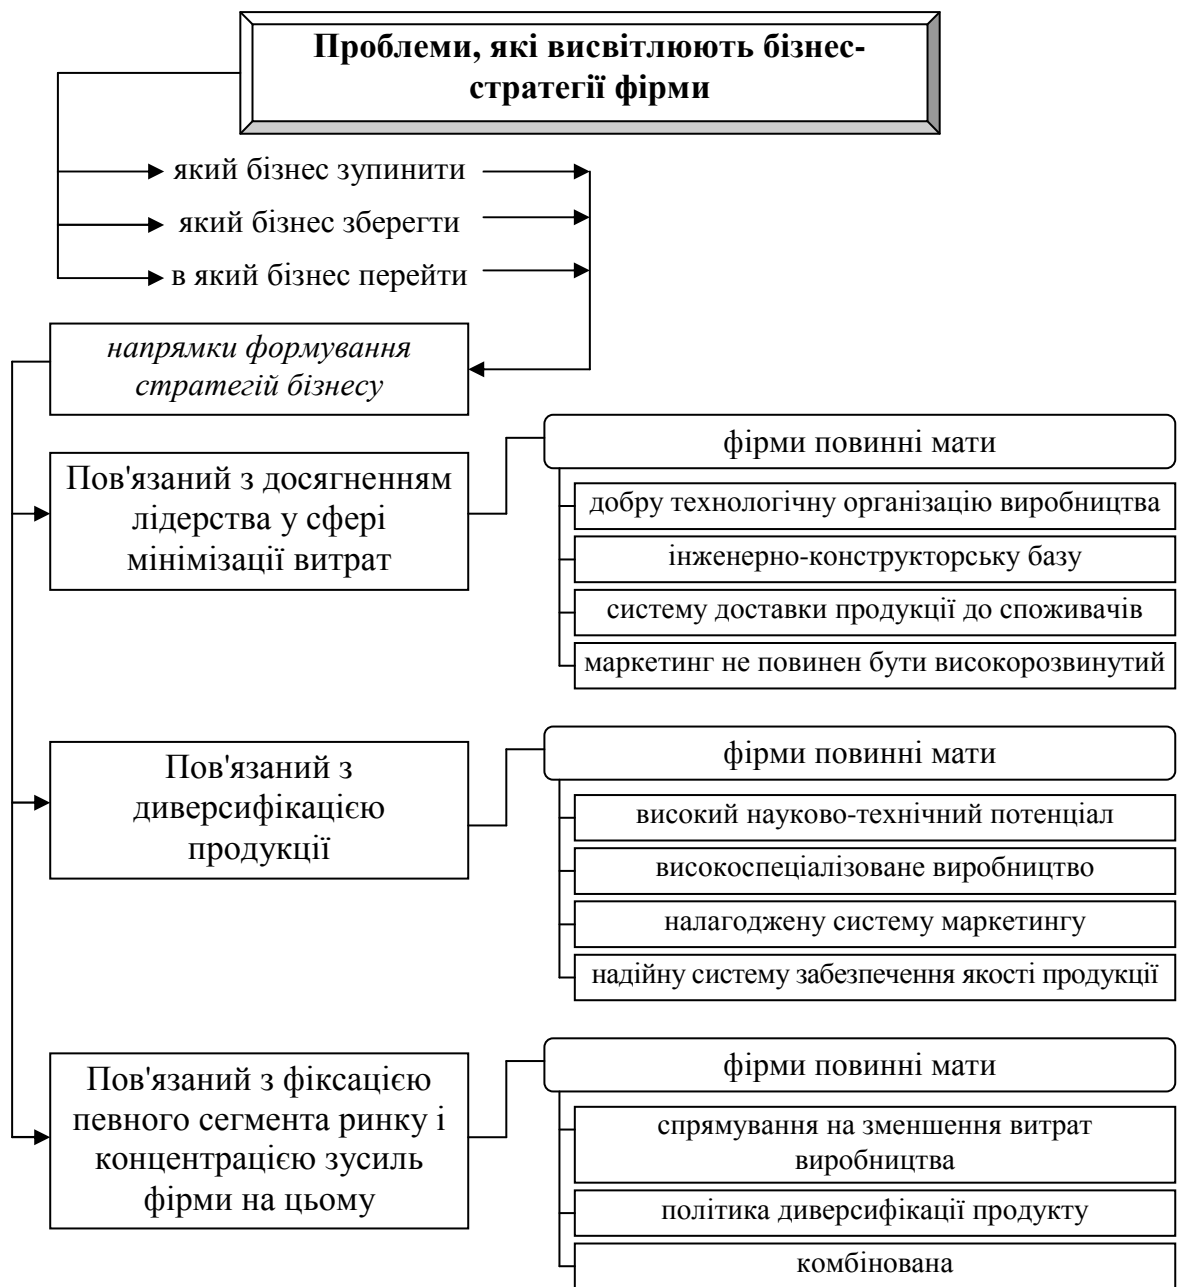 Проблеми, які висвітлюють бізнес-
стратегії фірми
який бізнес зупинити
який бізнес зберегти
в який бізнес перейти
напрямки формування
стратегій бізнесу
Пов'язаний з досягненням
лідерства у сфері
мінімізації витрат
фірми повинні мати
добру технологічну організацію виробництва
інженерно-конструкторську базу
систему доставки продукції до споживачів
маркетинг не повинен бути високорозвинутий
Пов'язаний з
диверсифікацією
продукції
фірми повинні мати
високий науково-технічний потенціал
високоспеціалізоване виробництво
налагоджену систему маркетингу
надійну систему забезпечення якості продукції
Пов'язаний з фіксацією
певного сегмента ринку і
концентрацією зусиль
фірми на цьому
фірми повинні мати
спрямування на зменшення витрат
виробництва
політика диверсифікації продукту
комбінована